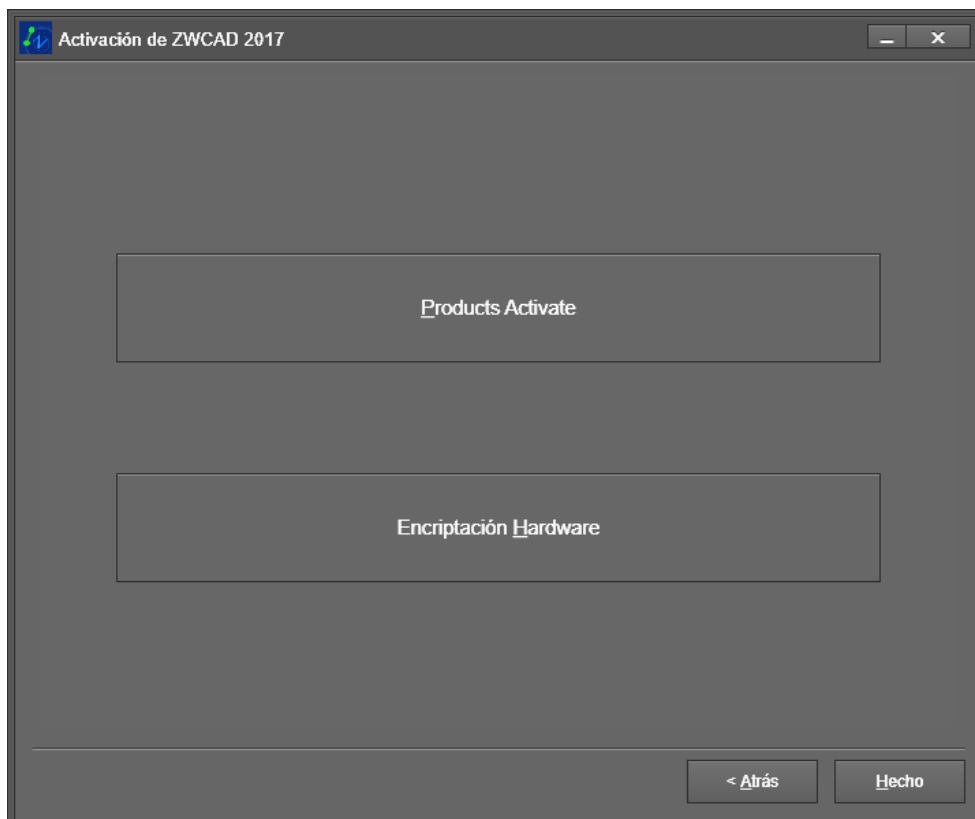 Activación de ZWCAD 2017
Products Activate
Encriptación Hardware
< Atrás
Hecho